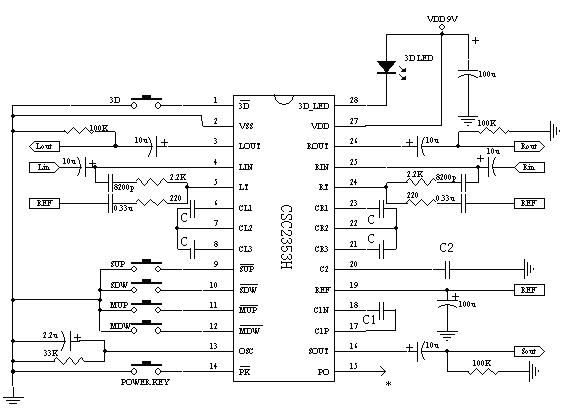 VDD 9V
3D LED
100u
3D 1 3D 3D_LED 28
2 VSS VDD 27
100K 100K
Lout 10u 3 LOUT ROUT 26 10u Rout
Lin 10u 4 LIN RIN 25 10u Rin
8200p 2.2K 5 LT RT 24 2.2K 8200p
REF 0.33u 220 220 0.33u REF
C 6 CL1 CR1 23 C
7 CL2 CR2 22
C 8 CL3 CR3 21 C
CSC2353H
SUP 9 SUP C2 20 C2
SDW 10 SDW REF 19 REF
MUP 11 MUP C1N 18 C1 100u
MDW 12 MDW C1P 17
2.2u 13 OSC SOUT 16 10u Sout
33K 100K
POWER KEY 14 PK PO 15 *